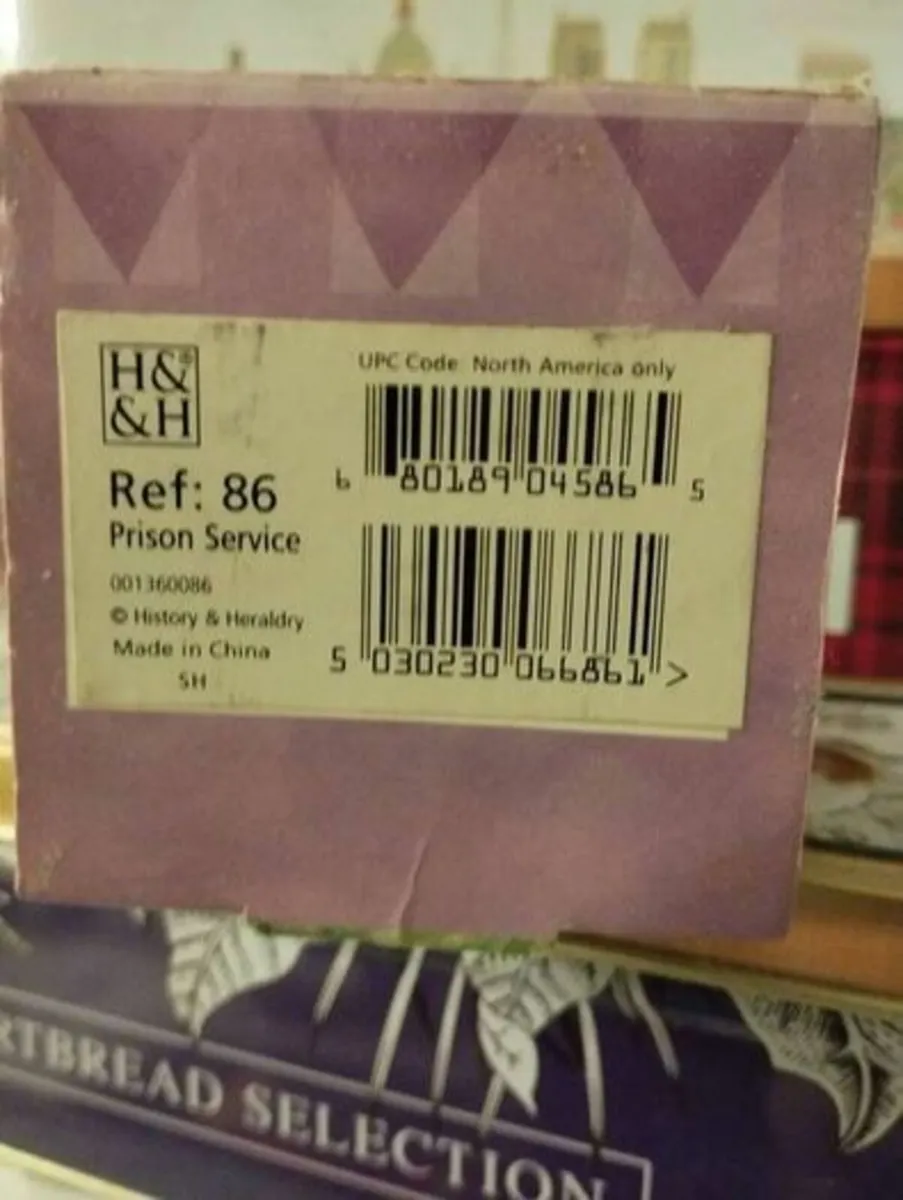 H&®
&H
Ref: 86
Prison Service
001360086
© History & Heraldry
Made in China
SH
UPC Code North America only
6 80189 04586 5
5 030230 066861 >
RTBREAD SELECTION